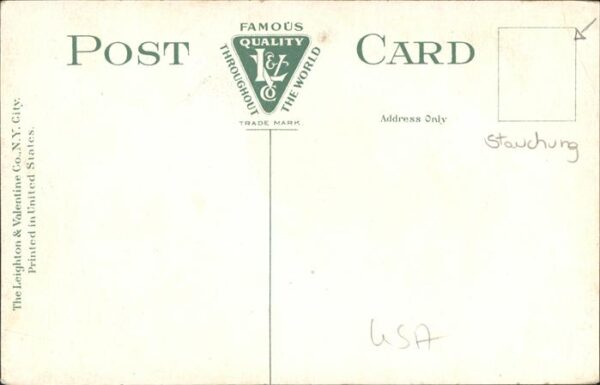 POST CARD
FAMOUS
QUALITY
THROUGHOUT
THE WORLD
L&V
Co
TRADE MARK
Address Only
Stauchung
The Leighton & Valentine Co., N.Y. City.
Printed in United States.
USA